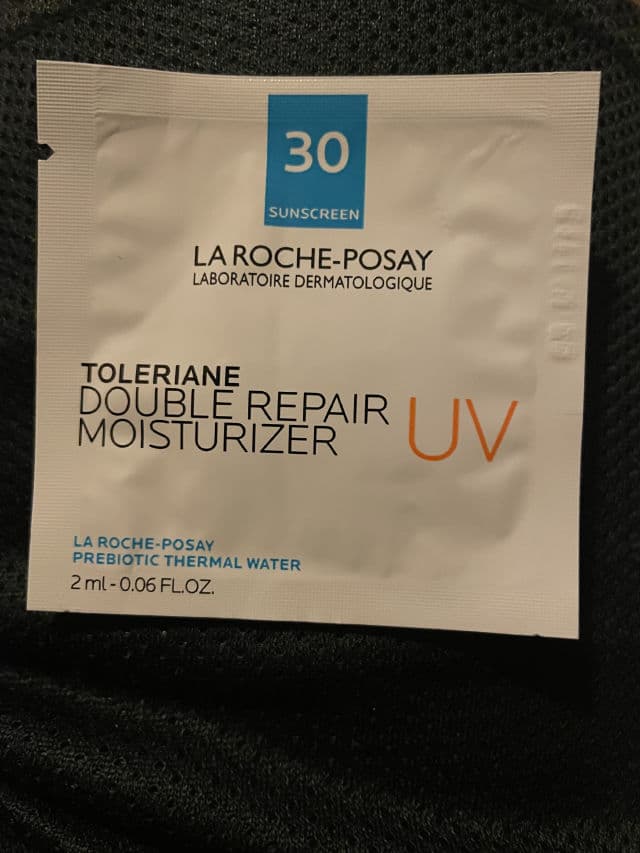 30
SUNSCREEN
LA ROCHE-POSAY
LABORATOIRE DERMATOLOGIQUE
TOLERIANE
DOUBLE REPAIR
MOISTURIZER
UV
LA ROCHE-POSAY
PREBIOTIC THERMAL WATER
2 ml - 0.06 FL.OZ.